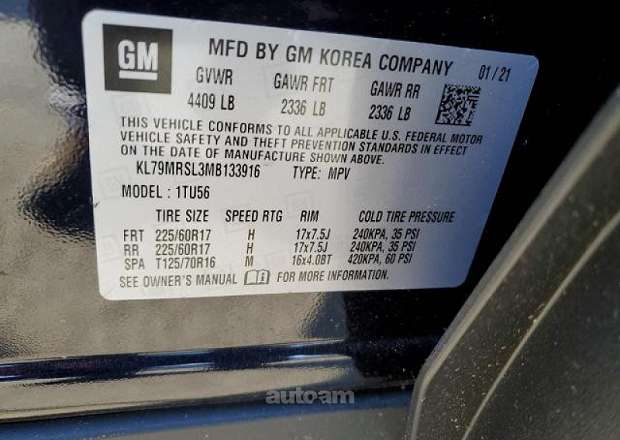 GM MFD BY GM KOREA COMPANY 01/21
GVWR GAWR FRT GAWR RR
4409 LB 2336 LB 2336 LB
THIS VEHICLE CONFORMS TO ALL APPLICABLE U.S. FEDERAL MOTOR
VEHICLE SAFETY AND THEFT PREVENTION STANDARDS IN EFFECT
ON THE DATE OF MANUFACTURE SHOWN ABOVE.
KL79MRSL3MB133916 TYPE: MPV
MODEL: 1TU56
TIRE SIZE SPEED RTG RIM COLD TIRE PRESSURE
FRT 225/60R17 H 17x7.5J 240KPA, 35 PSI
RR 225/60R17 H 17x7.5J 240KPA, 35 PSI
SPA T125/70R16 M 16x4.0BT 420KPA, 60 PSI
SEE OWNER'S MANUAL FOR MORE INFORMATION.
autoam